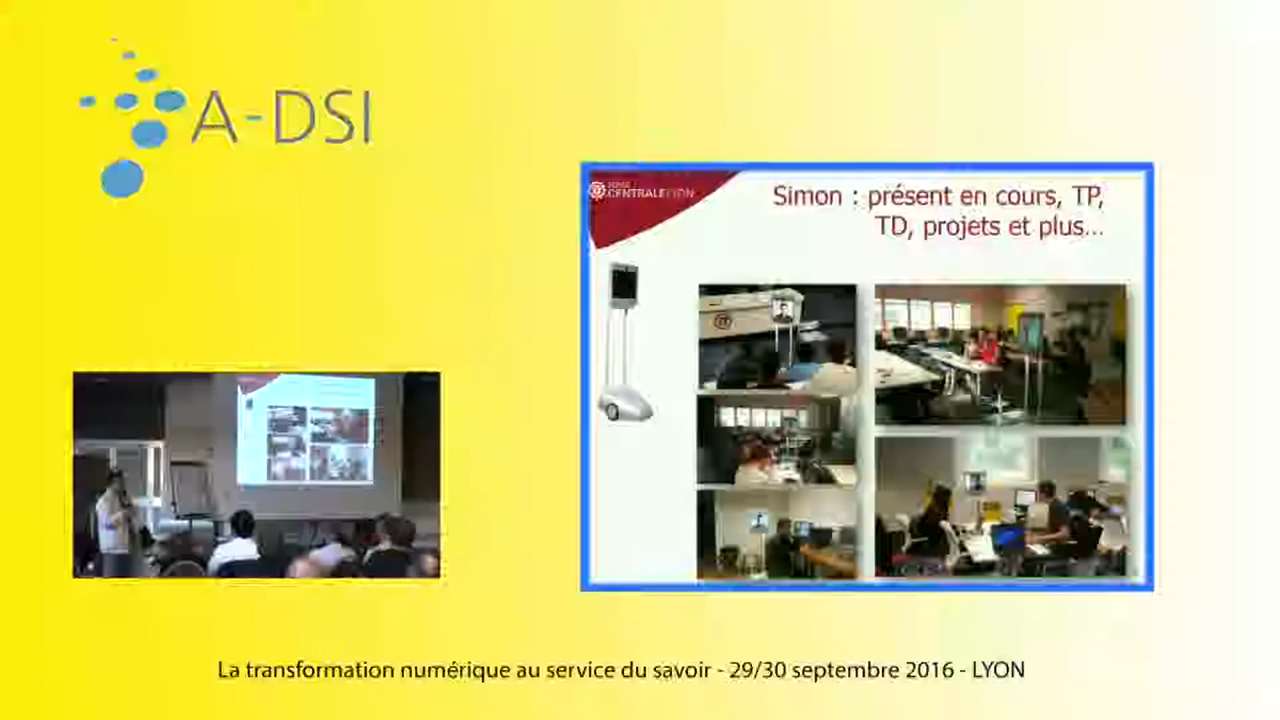 A-DSI
CENTRALELYON
Simon : présent en cours, TP,
TD, projets et plus...
La transformation numérique au service du savoir - 29/30 septembre 2016 - LYON